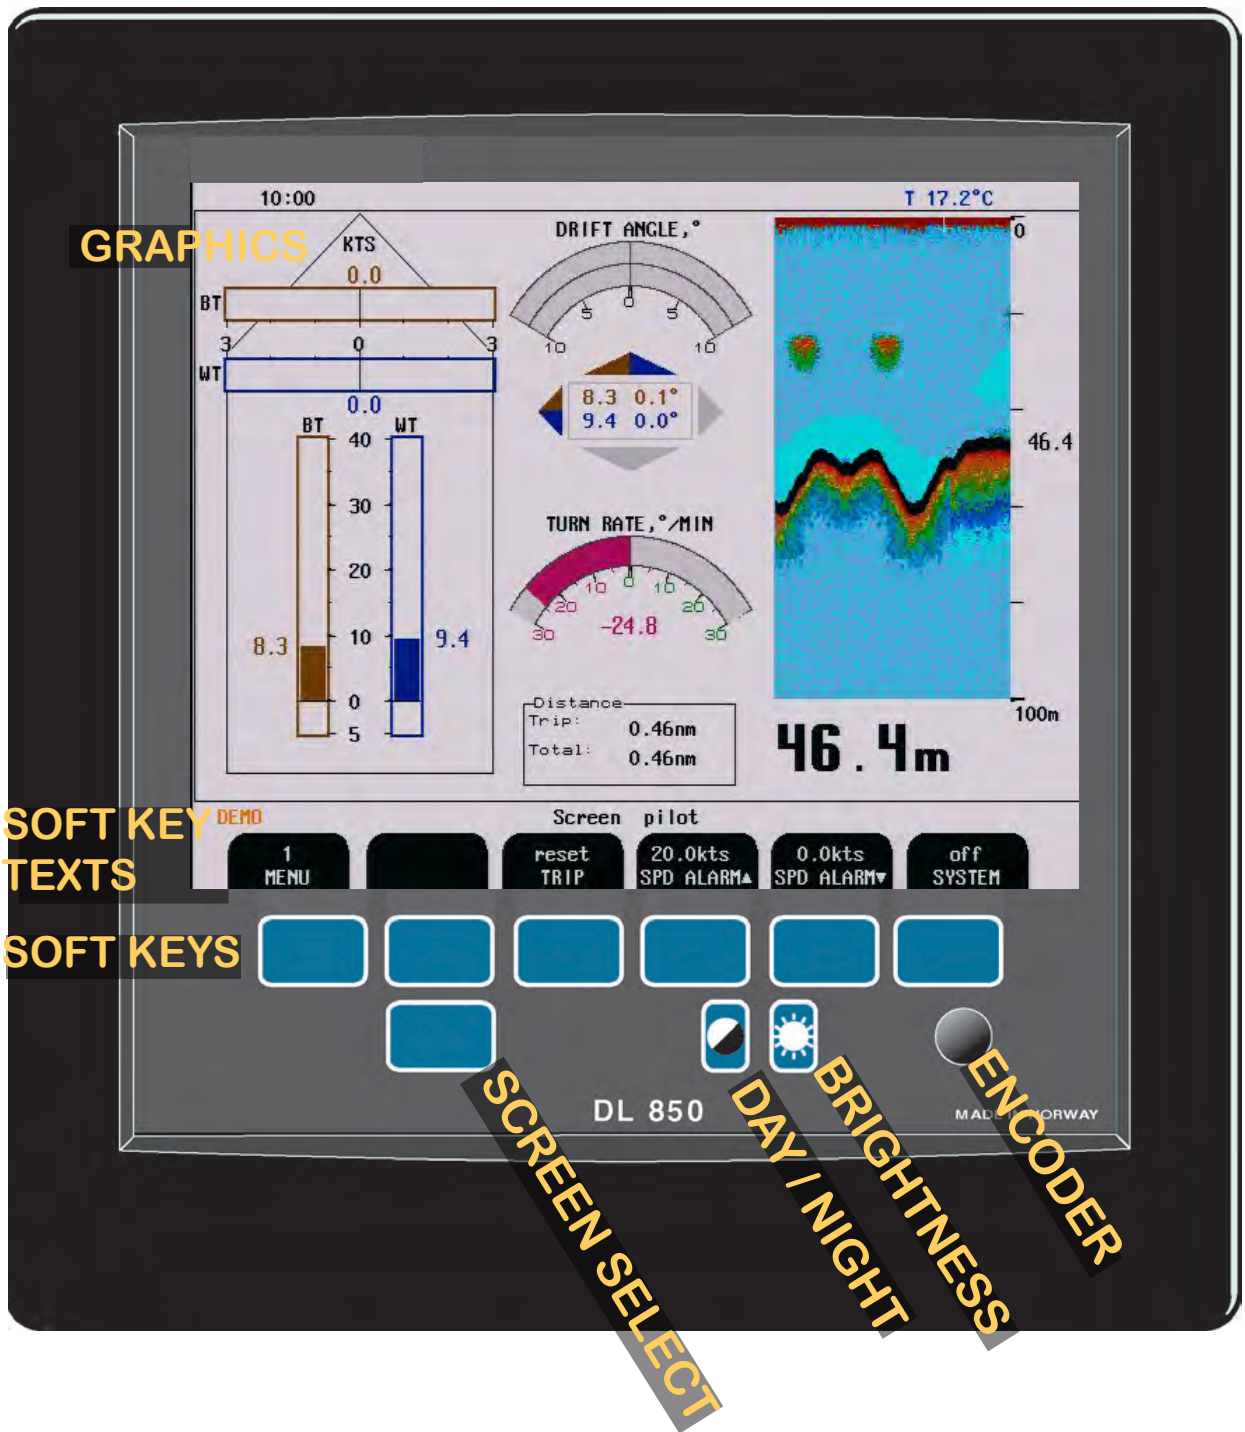 10:00
T 17.2°C
GRAPHICS
KTS
0.0
BT
3 0 3
WT
0.0
BT WT
40
30
20
10
0
5
8.3
9.4
DRIFT ANGLE,°
10 5 0 5 10
8.3 0.1°
9.4 0.0°
TURN RATE,°/MIN
30 20 10 0 10 20 30
-24.8
Distance
Trip: 0.46nm
Total: 0.46nm
0
46.4
100m
46.4m
SOFT KEY
TEXTS
DEMO
Screen pilot
1
MENU
reset
TRIP
20.0kts
SPD ALARM▲
0.0kts
SPD ALARM▼
off
SYSTEM
SOFT KEYS
DL 850
MADE IN NORWAY
SCREEN SELECT
DAY / NIGHT
BRIGHTNESS
ENCODER